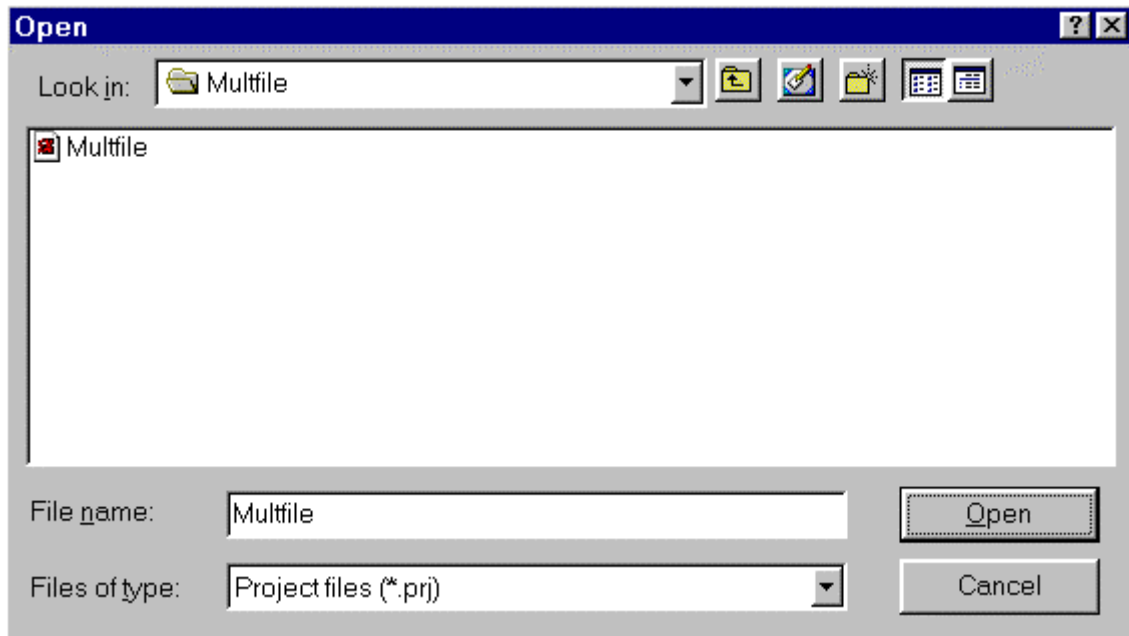 Open
Look in: Multfile
Multfile
File name: Multfile Open
Files of type: Project files (*.prj) Cancel